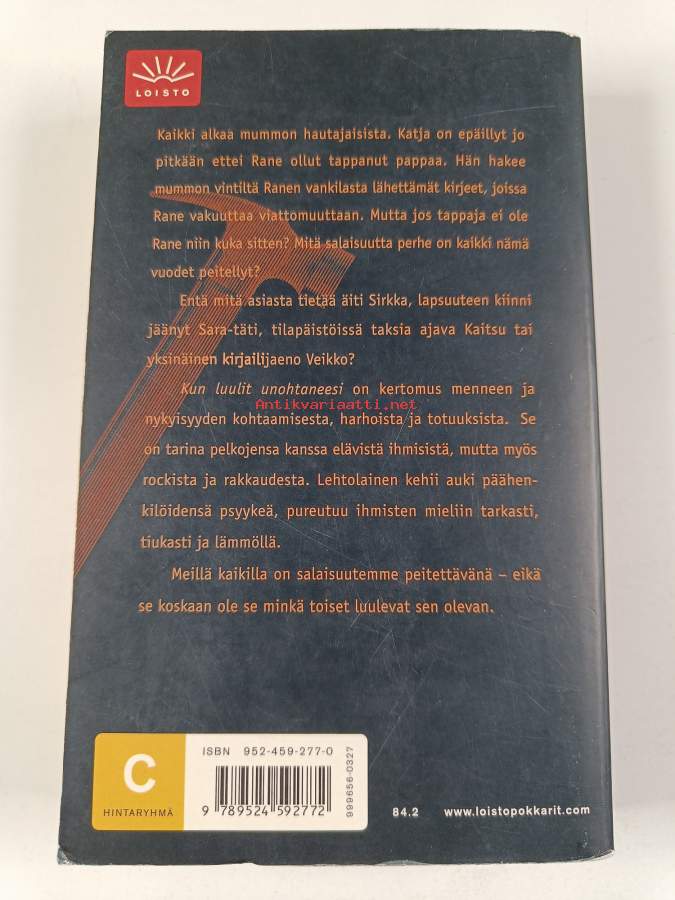 LOISTO
Kaikki alkaa mummon hautajaisista. Katja on epäillyt jo
pitkään ettei Rane ollut tappanut pappaa. Hän hakee
mummon vintiltä Ranen vankilasta lähettämät kirjeet, joissa
Rane vakuuttaa viattomuuttaan. Mutta jos tappaja ei ole
Rane niin kuka sitten? Mitä salaisuutta perhe on kaikki nämä
vuodet peitellyt?
Entä mitä asiasta tietää äiti Sirkka, lapsuuteen kiinni
jäänyt Sara-täti, tilapäistöissä taksia ajava Kaitsu tai
yksinäinen kirjailijaeno Veikko?
Kun luulit unohtaneesi on kertomus menneen ja
Antikvariaatti.net
nykyisyyden kohtaamisesta, harhoista ja totuuksista. Se
on tarina pelkojensa kanssa elävistä ihmisistä, mutta myös
rockista ja rakkaudesta. Lehtolainen kehii auki päähen-
kilöidensä psyykeä, pureutuu ihmisten mieliin tarkasti,
tiukasti ja lämmöllä.
Meillä kaikilla on salaisuutemme peitettävänä – eikä
se koskaan ole se minkä toiset luulevat sen olevan.
C
HINTARYHMÄ
ISBN 952-459-277-0
9 789524 592772
999656-0327
84.2 www.loistopokkarit.com